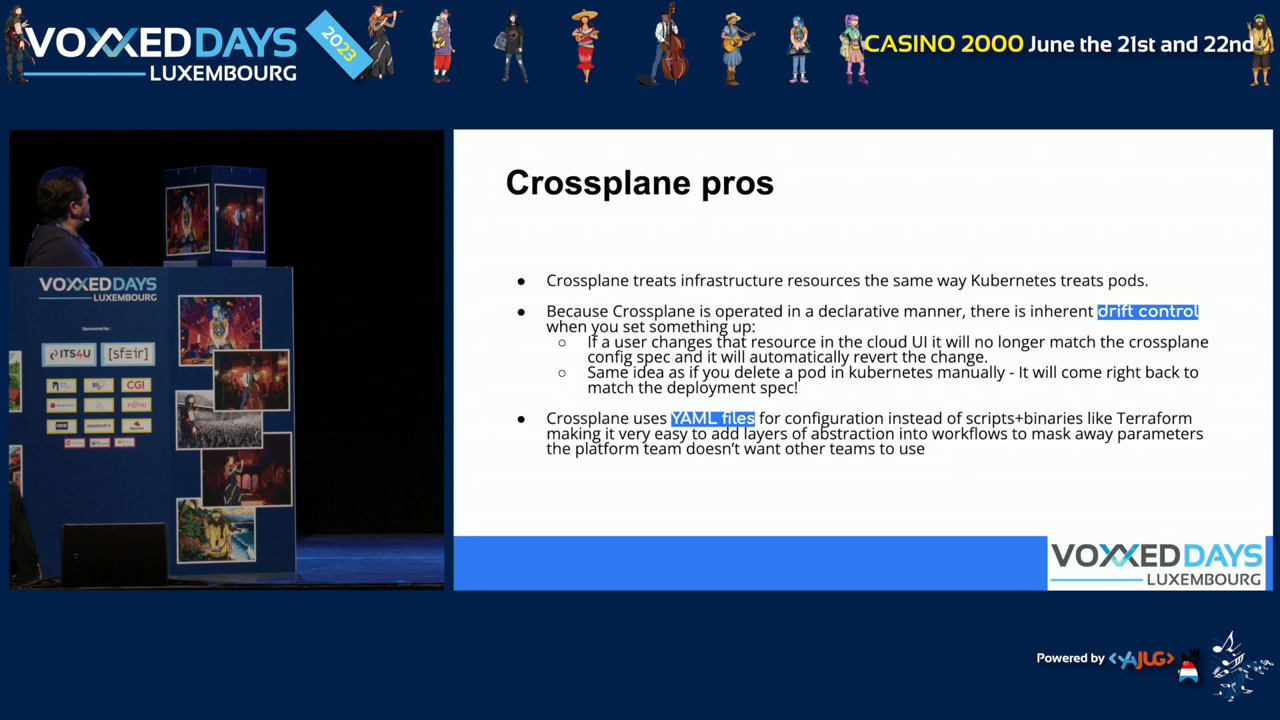 VOXXED DAYS
LUXEMBOURG
2023
CASINO 2000 June the 21st and 22nd
VOXXED DAYS
LUXEMBOURG
Sponsored by :
ITS4U
[sfeir]
CGI
FUJITSU
Crossplane pros
● Crossplane treats infrastructure resources the same way Kubernetes treats pods.
● Because Crossplane is operated in a declarative manner, there is inherent drift control
when you set something up:
○ If a user changes that resource in the cloud UI it will no longer match the crossplane
config spec and it will automatically revert the change.
○ Same idea as if you delete a pod in kubernetes manually - It will come right back to
match the deployment spec!
● Crossplane uses YAML files for configuration instead of scripts+binaries like Terraform
making it very easy to add layers of abstraction into workflows to mask away parameters
the platform team doesn't want other teams to use
VOXXED DAYS
LUXEMBOURG
Powered by <YAJUG>